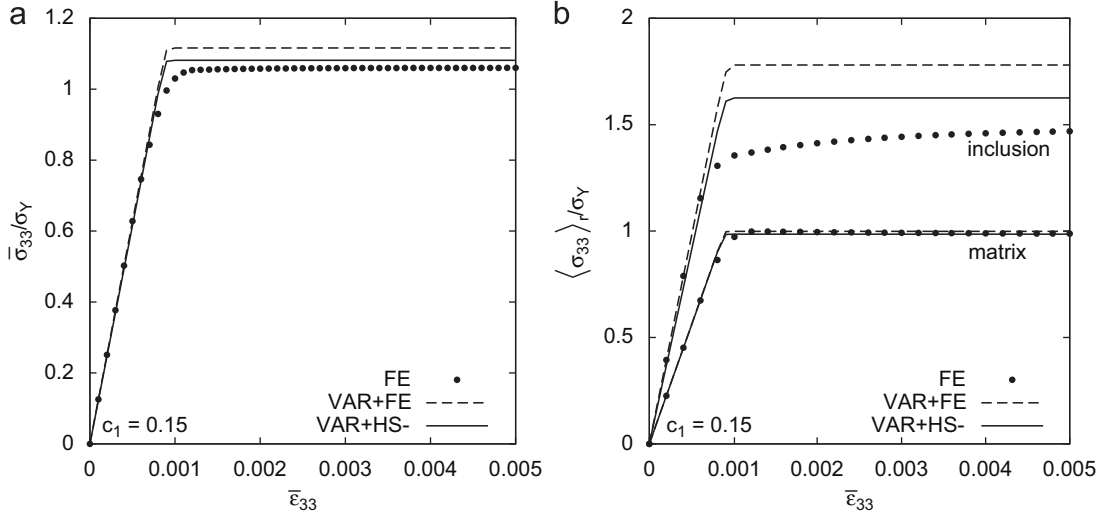 a
1.2
1
0.8
0.6
0.4
0.2
0
σ̅₃₃/σ_Y
FE
VAR+FE
VAR+HS-
c₁ = 0.15
0 0.001 0.002 0.003 0.004 0.005
ε̅₃₃
b
2
1.5
1
0.5
0
⟨σ₃₃⟩_r/σ_Y
inclusion
matrix
FE
VAR+FE
VAR+HS-
c₁ = 0.15
0 0.001 0.002 0.003 0.004 0.005
ε̅₃₃